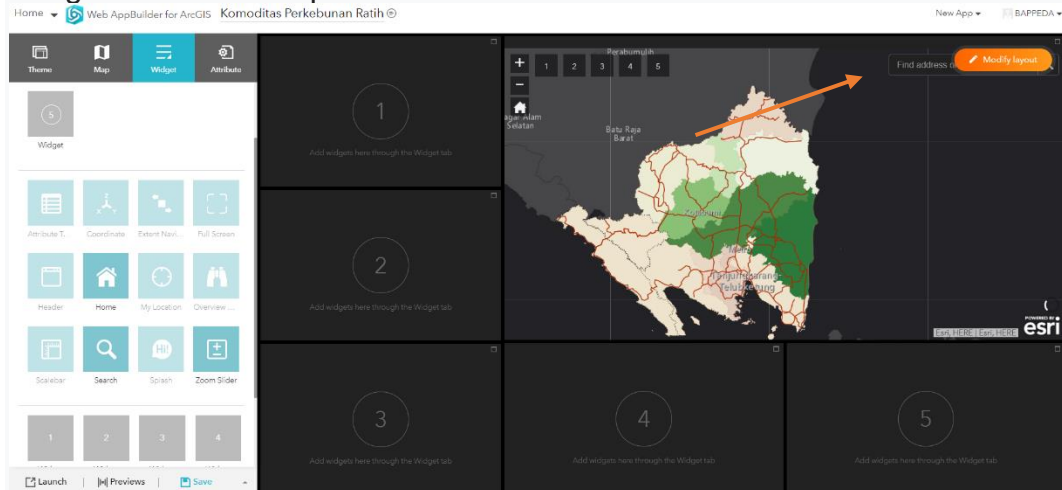 Home Web AppBuilder for ArcGIS Komoditas Perkebunan Ratih
New App BAPPEDA
Theme Map Widget Attribute
5
Widget
Attribute T... Coordinate Extent Navi... Full Screen
Header Home My Location Overview ...
Hi!
Scalebar Search Splash Zoom Slider
1 2 3 4
Launch Previews Save
1
Add widgets here through the Widget tab
2
Add widgets here through the Widget tab
3
Add widgets here through the Widget tab
4
Add widgets here through the Widget tab
5
Add widgets here through the Widget tab
1 2 3 4 5
Find address o
Modify layout
Prabumulih
Selatan
Batu Raja
Barat
Kotabumi
Metro
Telukbetung
Esri, HERE | Esri, HERE
POWERED BY
esri